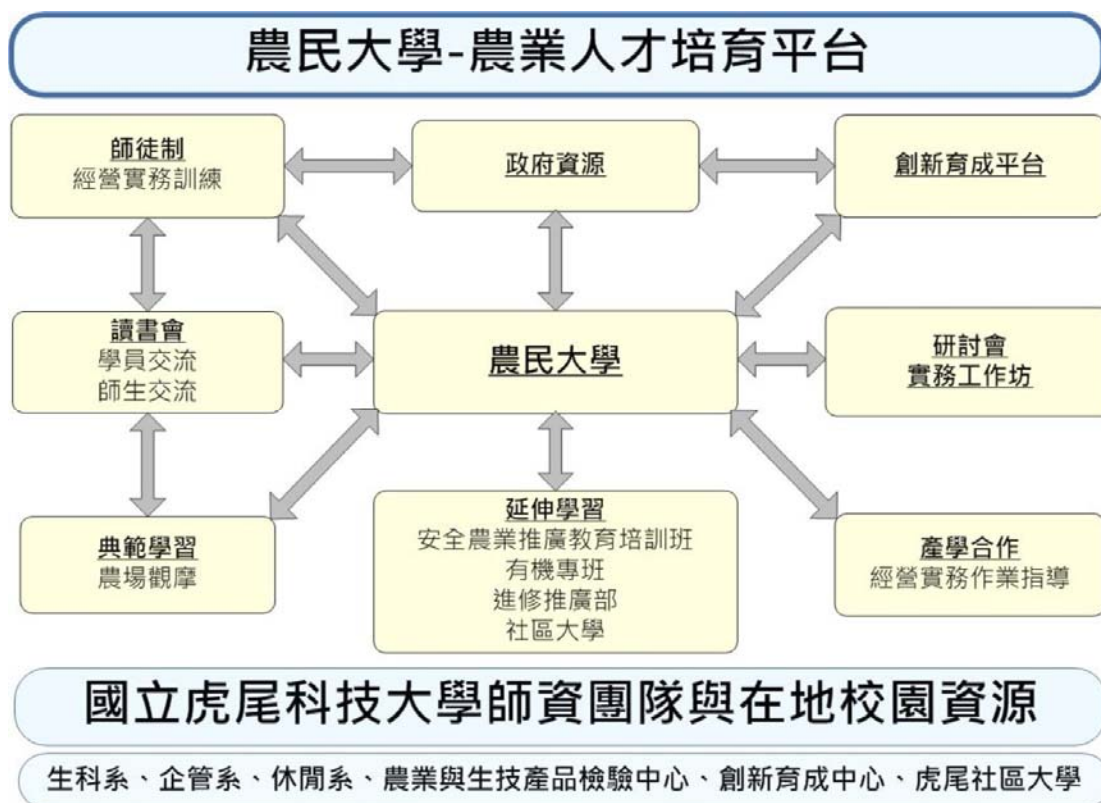 農民大學-農業人才培育平台
師徒制
經營實務訓練
政府資源
創新育成平台
讀書會
學員交流
師生交流
農民大學
研討會
實務工作坊
典範學習
農場觀摩
延伸學習
安全農業推廣教育培訓班
有機專班
進修推廣部
社區大學
產學合作
經營實務作業指導
國立虎尾科技大學師資團隊與在地校園資源
生科系、企管系、休閒系、農業與生技產品檢驗中心、創新育成中心、虎尾社區大學